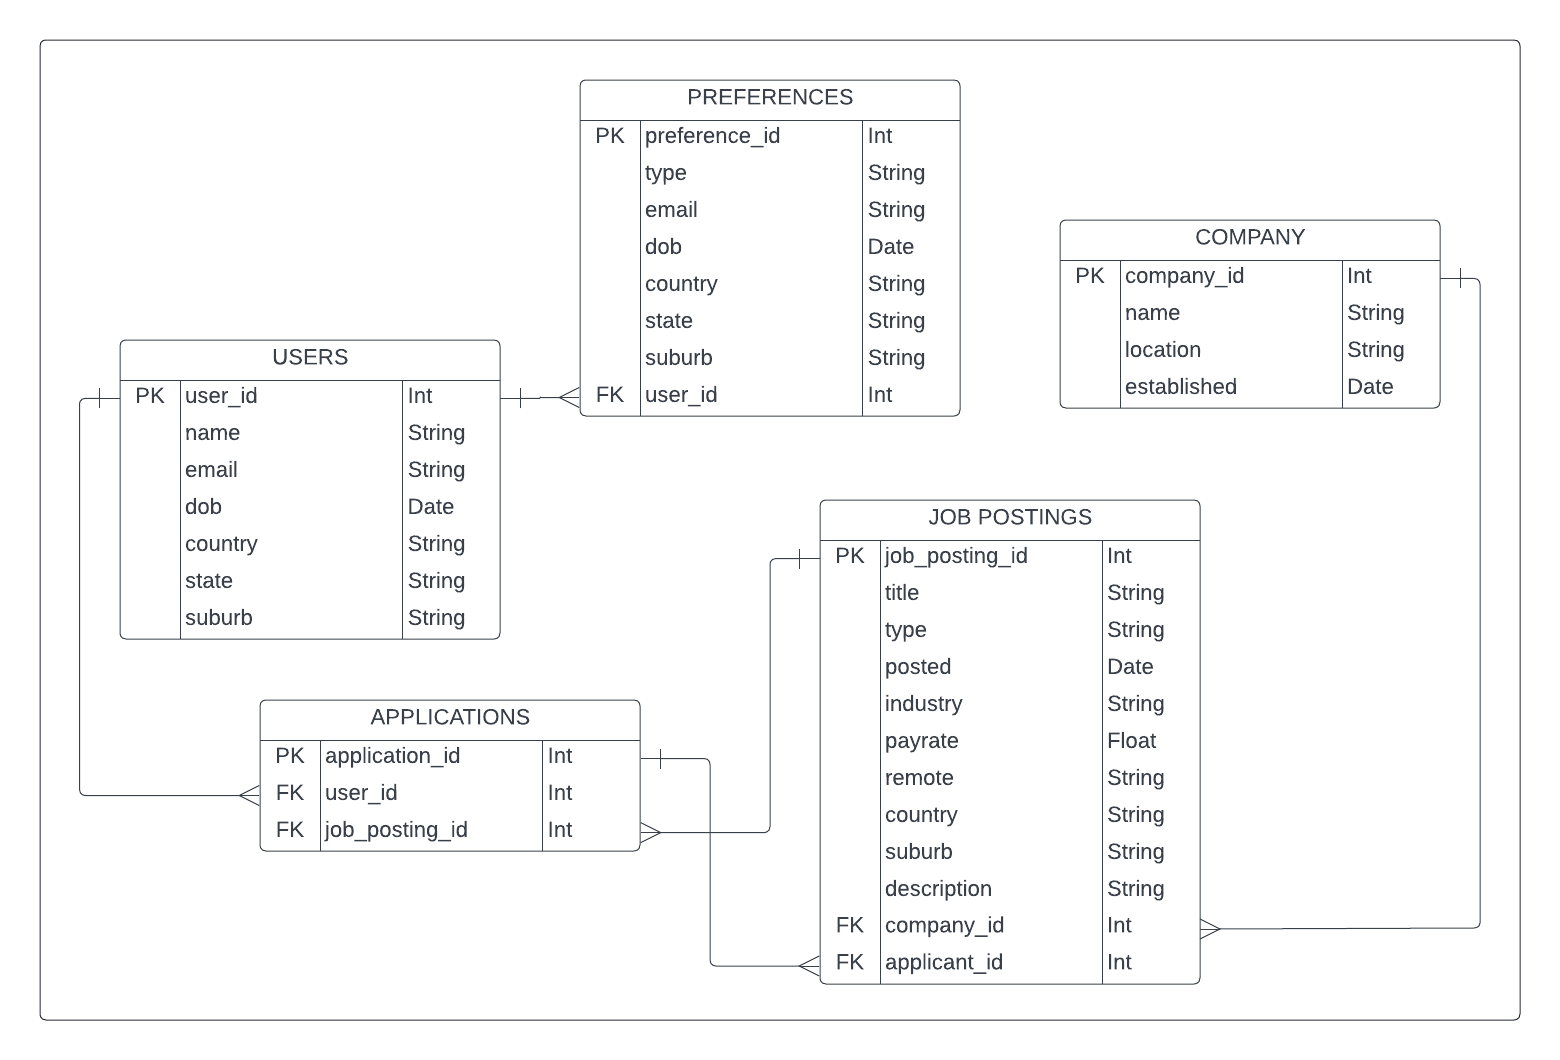 PREFERENCES
PK preference_id Int
type String
email String
dob Date
country String
state String
suburb String
FK user_id Int
COMPANY
PK company_id Int
name String
location String
established Date
USERS
PK user_id Int
name String
email String
dob Date
country String
state String
suburb String
JOB POSTINGS
PK job_posting_id Int
title String
type String
posted Date
industry String
payrate Float
remote String
country String
suburb String
description String
FK company_id Int
FK applicant_id Int
APPLICATIONS
PK application_id Int
FK user_id Int
FK job_posting_id Int